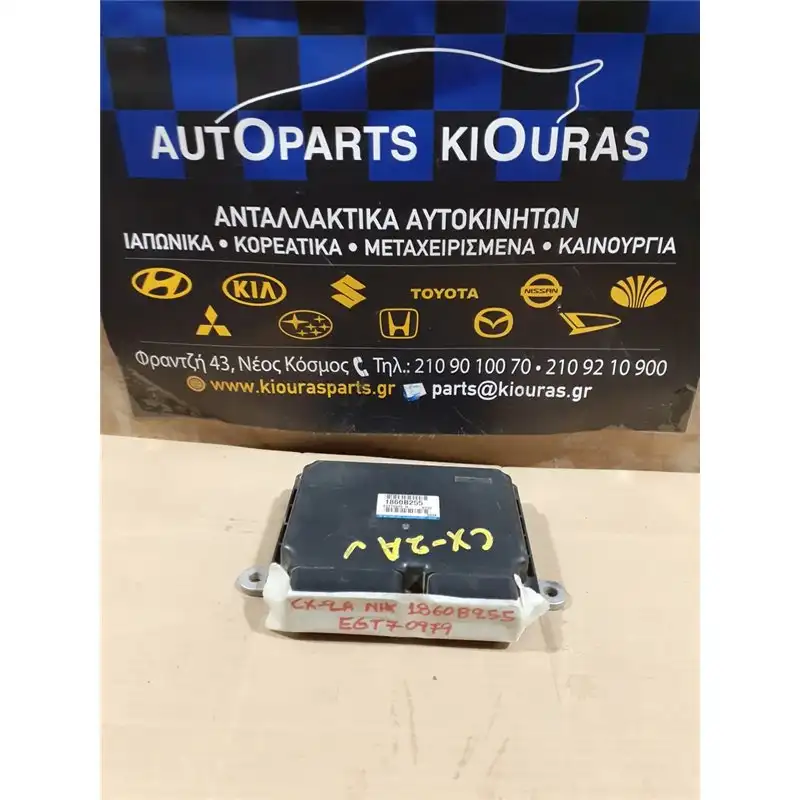 AUTOPARTS KIOURAS
ΑΝΤΑΛΛΑΚΤΙΚΑ ΑΥΤΟΚΙΝΗΤΩΝ
ΙΑΠΩΝΙΚΑ • ΚΟΡΕΑΤΙΚΑ • ΜΕΤΑΧΕΙΡΙΣΜΕΝΑ • ΚΑΙΝΟΥΡΓΙΑ
KIA TOYOTA NISSAN
Φραντζή 43, Νέος Κόσμος Τηλ.: 210 90 100 70 • 210 92 10 900
www.kiourasparts.gr parts@kiouras.gr
1860B255
CX-2A
CX-2A NIK 1860B255
E6T70979